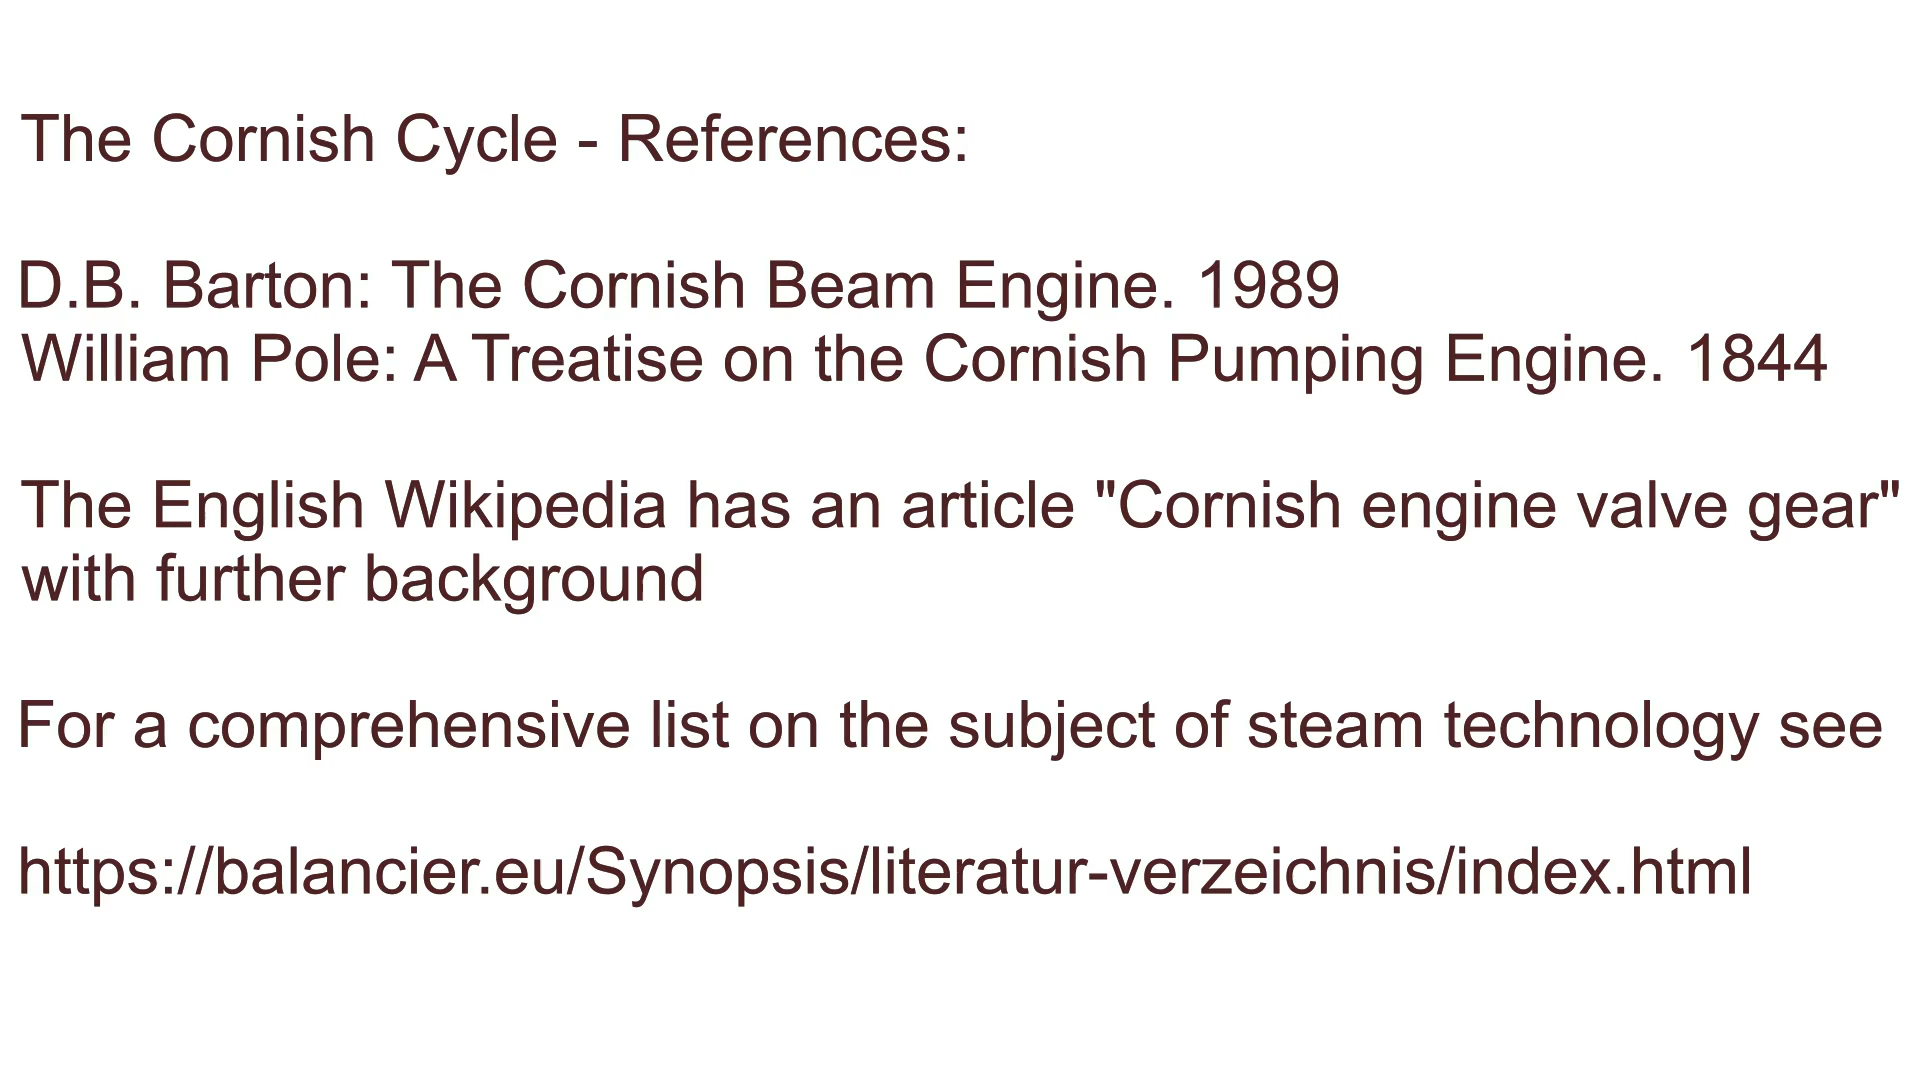 The Cornish Cycle - References:
D.B. Barton: The Cornish Beam Engine. 1989
William Pole: A Treatise on the Cornish Pumping Engine. 1844
The English Wikipedia has an article "Cornish engine valve gear"
with further background
For a comprehensive list on the subject of steam technology see
https://balancier.eu/Synopsis/literatur-verzeichnis/index.html